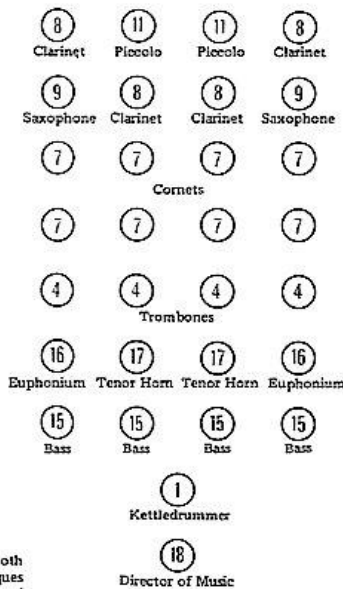 8 11 11 8
Clarinet Piccolo Piccolo Clarinet
9 8 8 9
Saxophone Clarinet Clarinet Saxophone
7 7 7 7
Cornets
7 7 7 7
4 4 4 4
Trombones
16 17 17 16
Euphonium Tenor Horn Tenor Horn Euphonium
15 15 15 15
Bass Bass Bass Bass
1
Kettledrummer
18
Director of Music
oth
ques